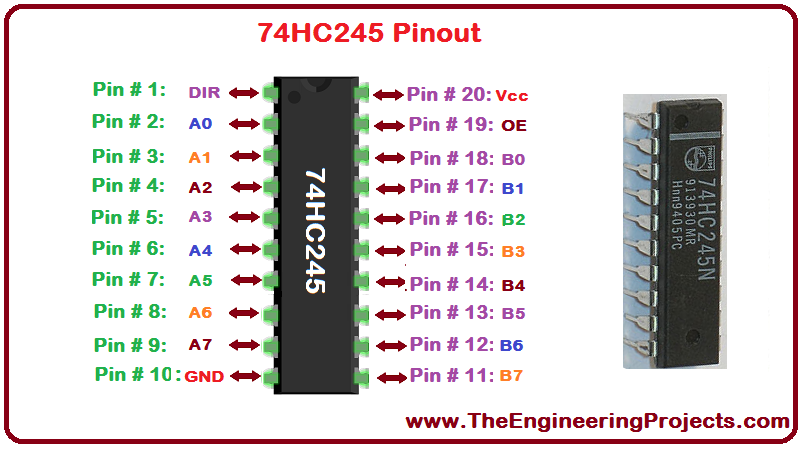 74HC245 Pinout
Pin # 1: DIR
Pin # 2: A0
Pin # 3: A1
Pin # 4: A2
Pin # 5: A3
Pin # 6: A4
Pin # 7: A5
Pin # 8: A6
Pin # 9: A7
Pin # 10: GND
74HC245
Pin # 20: Vcc
Pin # 19: OE
Pin # 18: B0
Pin # 17: B1
Pin # 16: B2
Pin # 15: B3
Pin # 14: B4
Pin # 13: B5
Pin # 12: B6
Pin # 11: B7
PHILIPS
74HC245N
913930MR
Hnn9405PC
www.TheEngineeringProjects.com